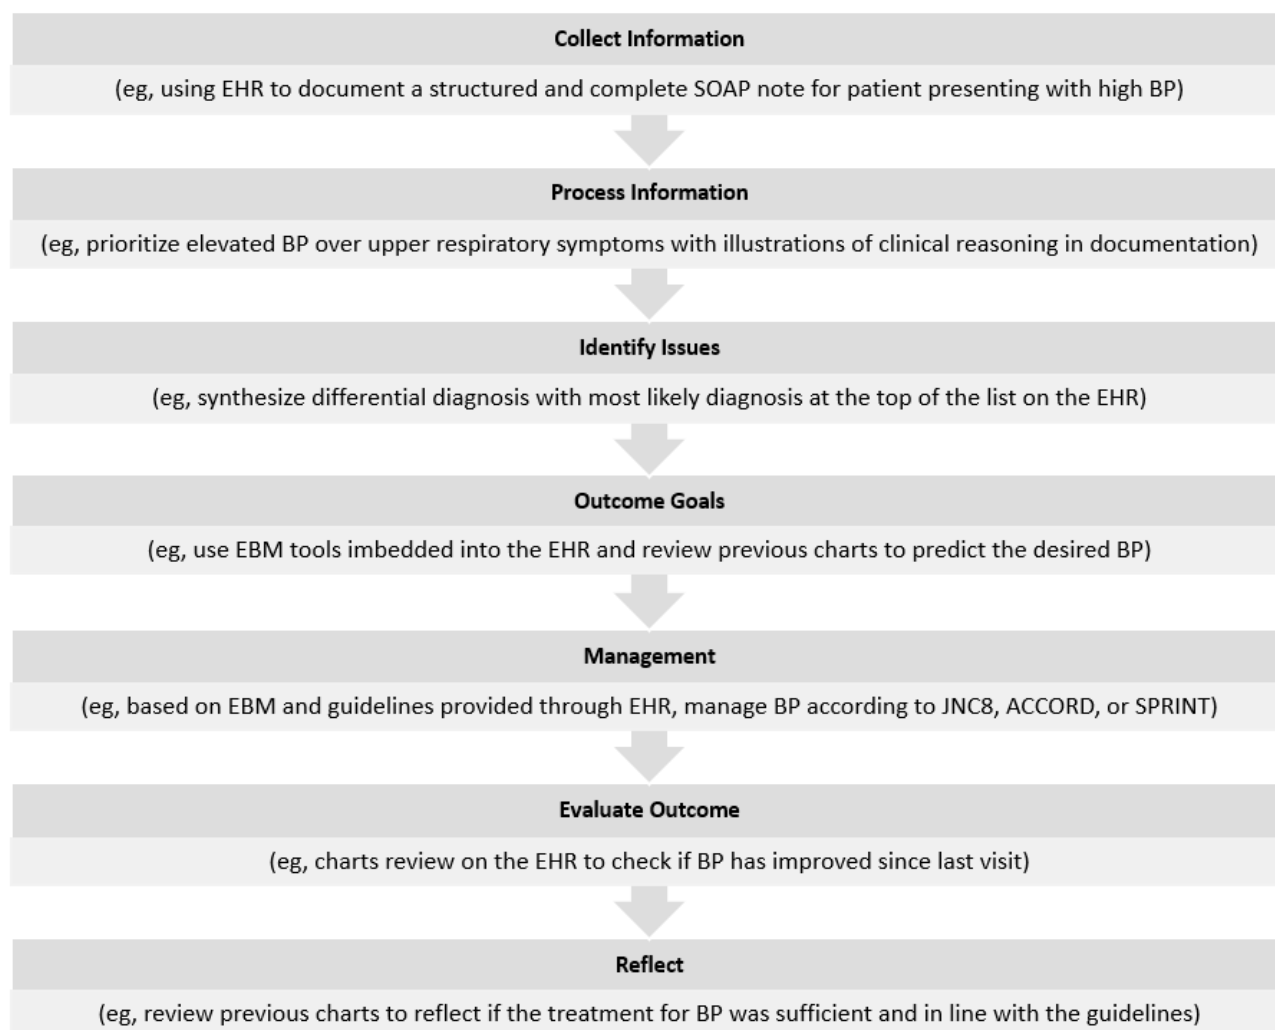 Collect Information
(eg, using EHR to document a structured and complete SOAP note for patient presenting with high BP)
Process Information
(eg, prioritize elevated BP over upper respiratory symptoms with illustrations of clinical reasoning in documentation)
Identify Issues
(eg, synthesize differential diagnosis with most likely diagnosis at the top of the list on the EHR)
Outcome Goals
(eg, use EBM tools imbedded into the EHR and review previous charts to predict the desired BP)
Management
(eg, based on EBM and guidelines provided through EHR, manage BP according to JNC8, ACCORD, or SPRINT)
Evaluate Outcome
(eg, charts review on the EHR to check if BP has improved since last visit)
Reflect
(eg, review previous charts to reflect if the treatment for BP was sufficient and in line with the guidelines)